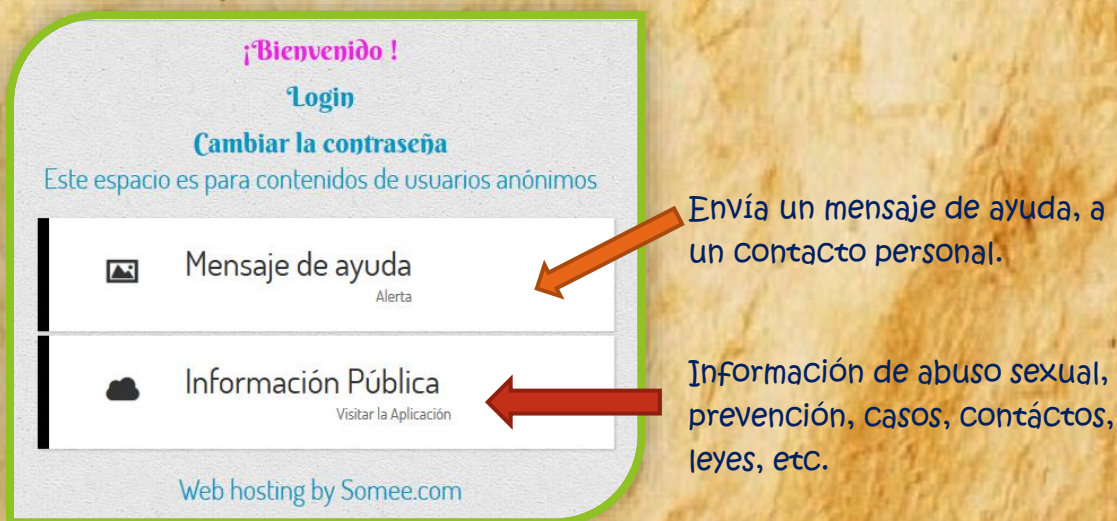 ¡Bienvenido !
Login
Cambiar la contraseña
Este espacio es para contenidos de usuarios anónimos
Mensaje de ayuda
Alerta
Información Pública
Visitar la Aplicación
Web hosting by Somee.com
Envía un mensaje de ayuda, a
un contacto personal.
Información de abuso sexual,
prevención, casos, contáctos,
leyes, etc.